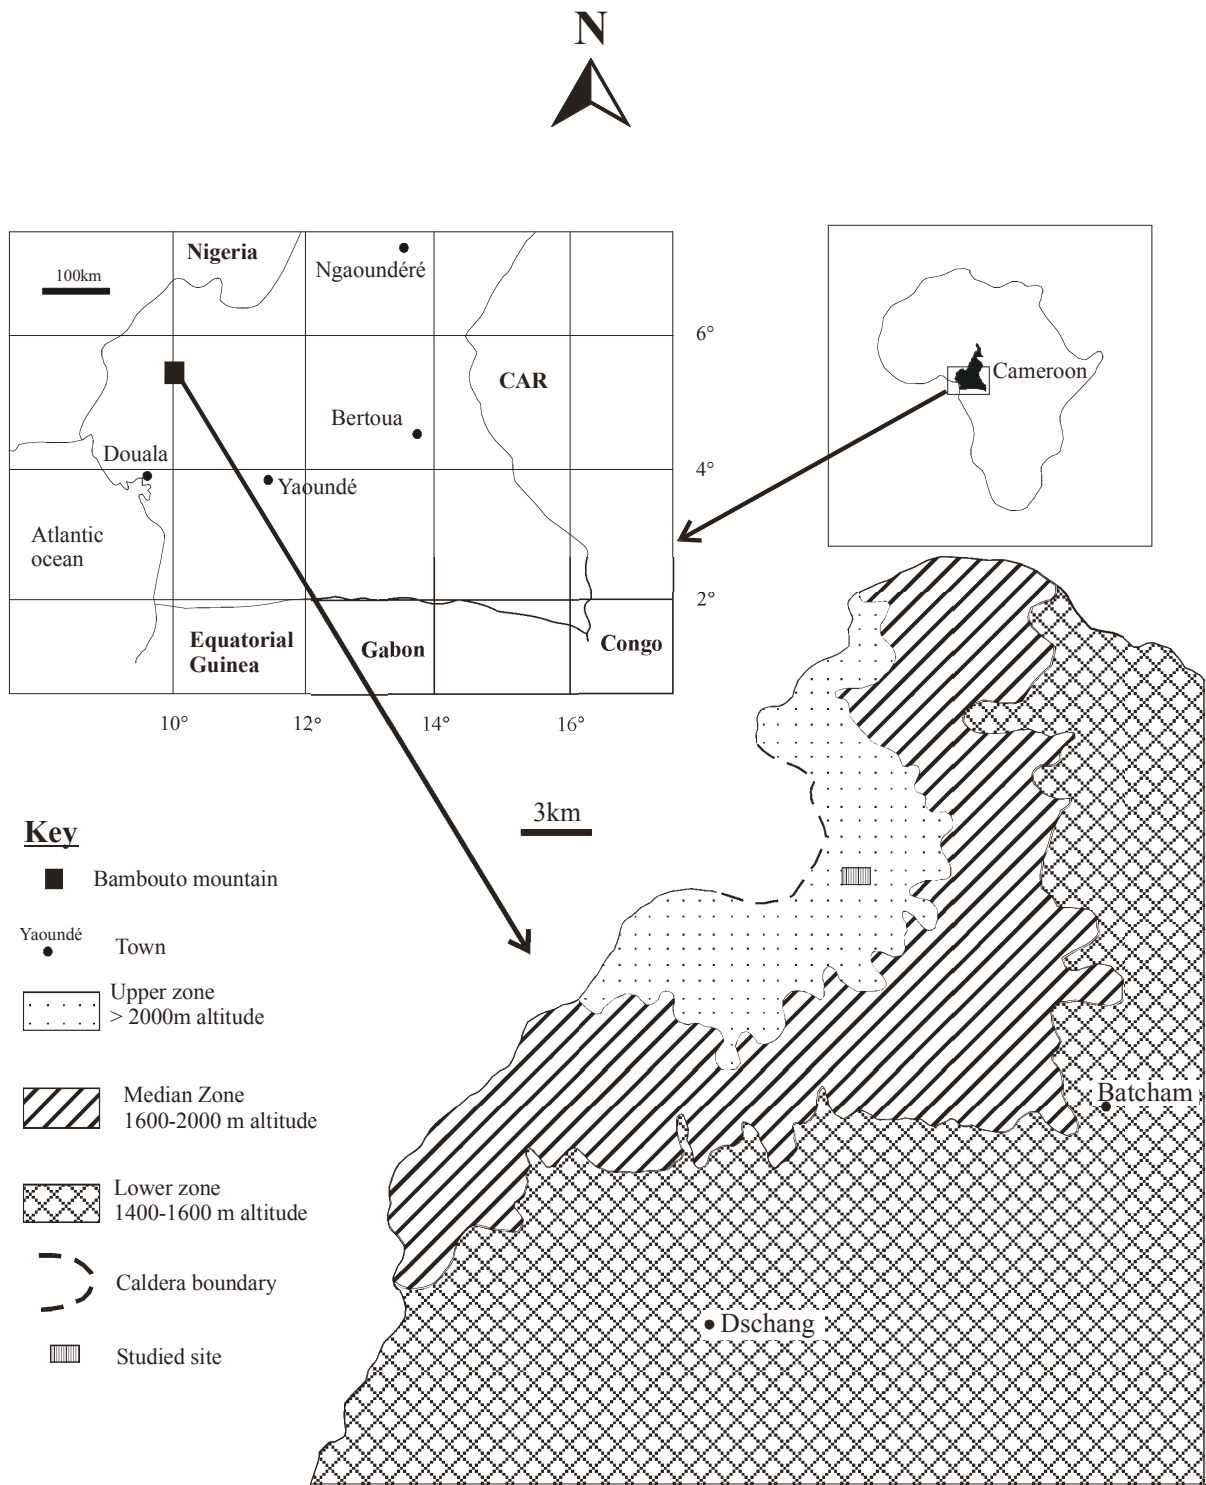 N
Nigeria
Ngaoundéré
100km
6°
CAR
Cameroon
Bertoua
Douala
4°
Yaoundé
Atlantic
ocean
2°
Equatorial
Guinea
Gabon
Congo
10°
12°
14°
16°
3km
Key
Bambouto mountain
Yaoundé
Town
Upper zone
> 2000m altitude
Median Zone
1600-2000 m altitude
Batcham
Lower zone
1400-1600 m altitude
Caldera boundary
Dschang
Studied site